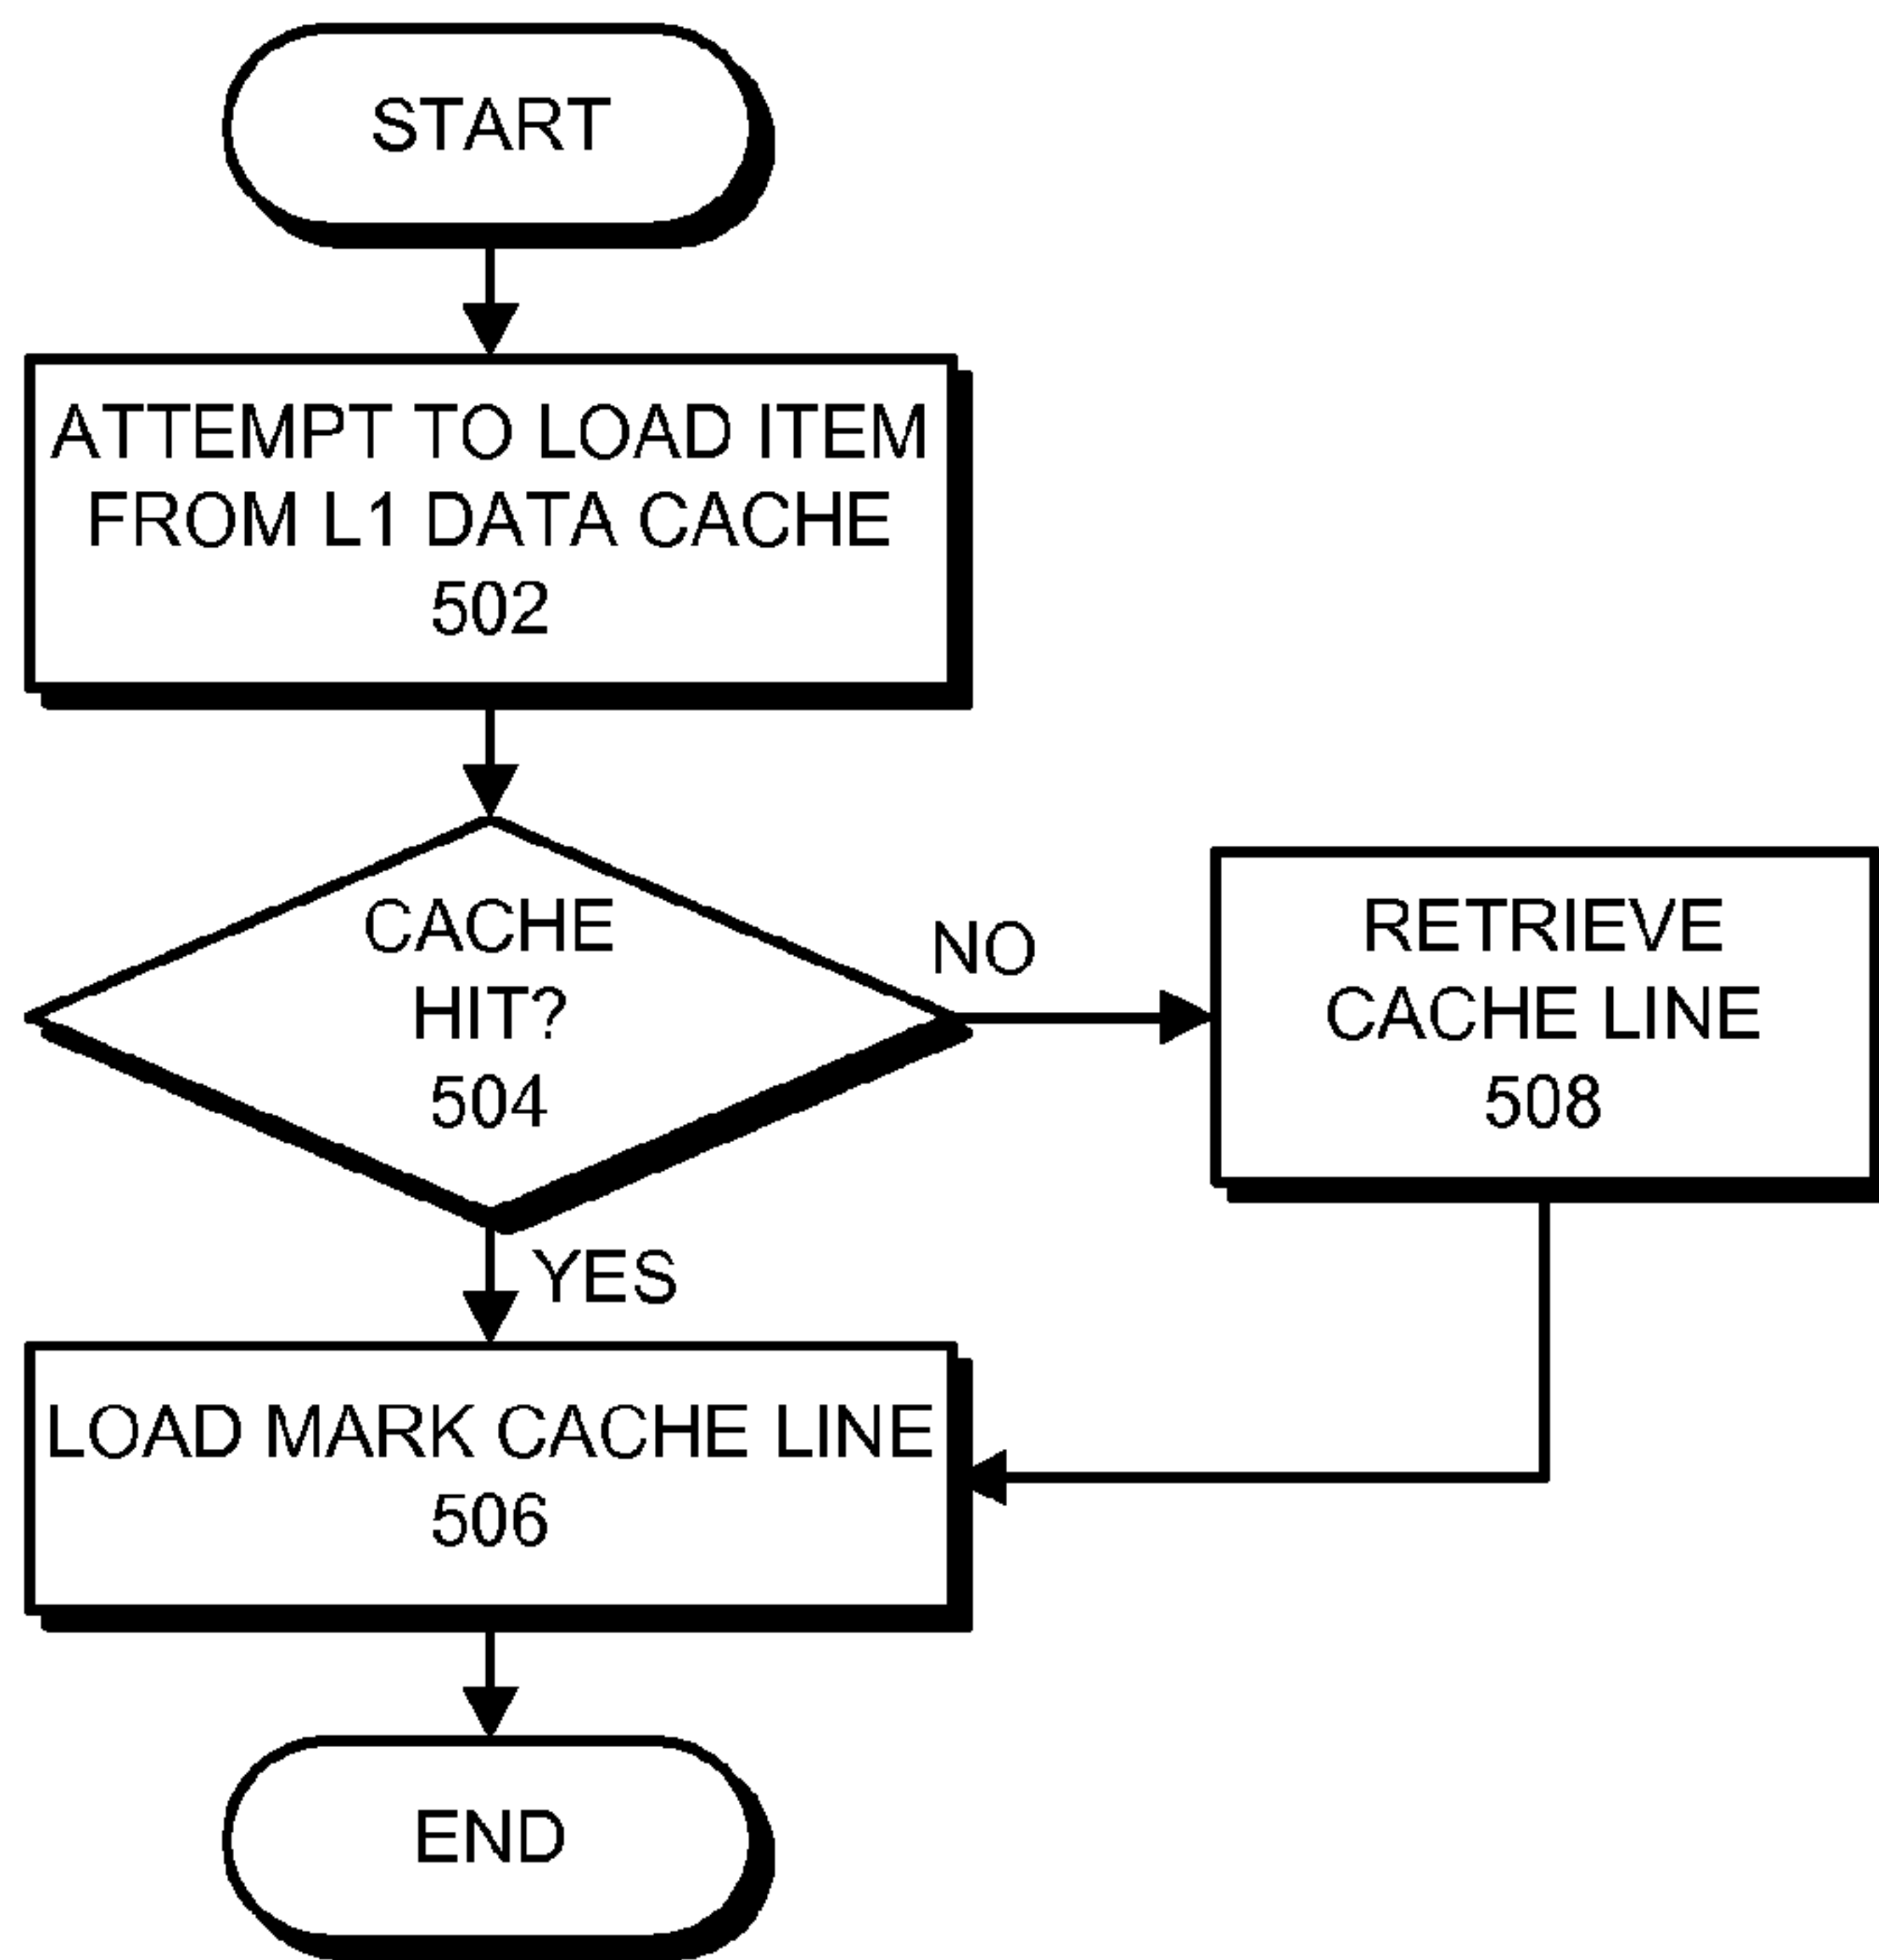 START
ATTEMPT TO LOAD ITEM
FROM L1 DATA CACHE
502
CACHE
HIT?
504
NO
RETRIEVE
CACHE LINE
508
YES
LOAD MARK CACHE LINE
506
END